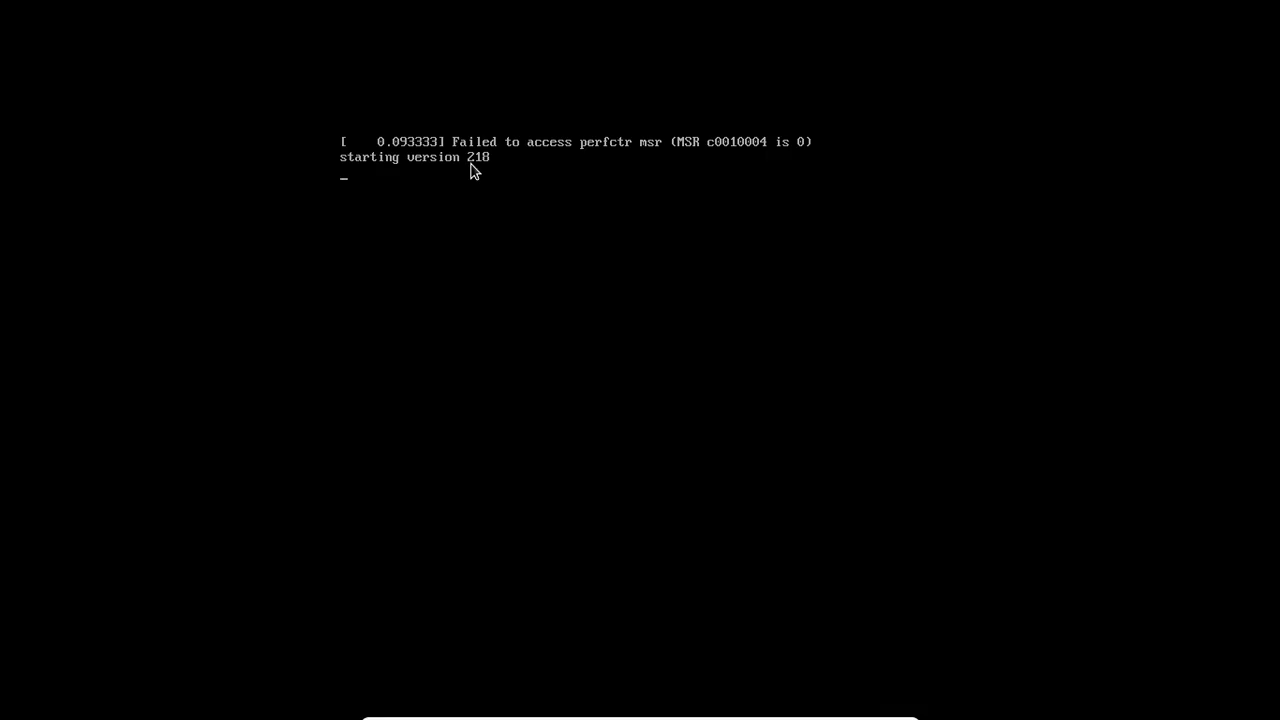 [    0.093333] Failed to access perfctr msr (MSR c0010004 is 0)
starting version 218
_